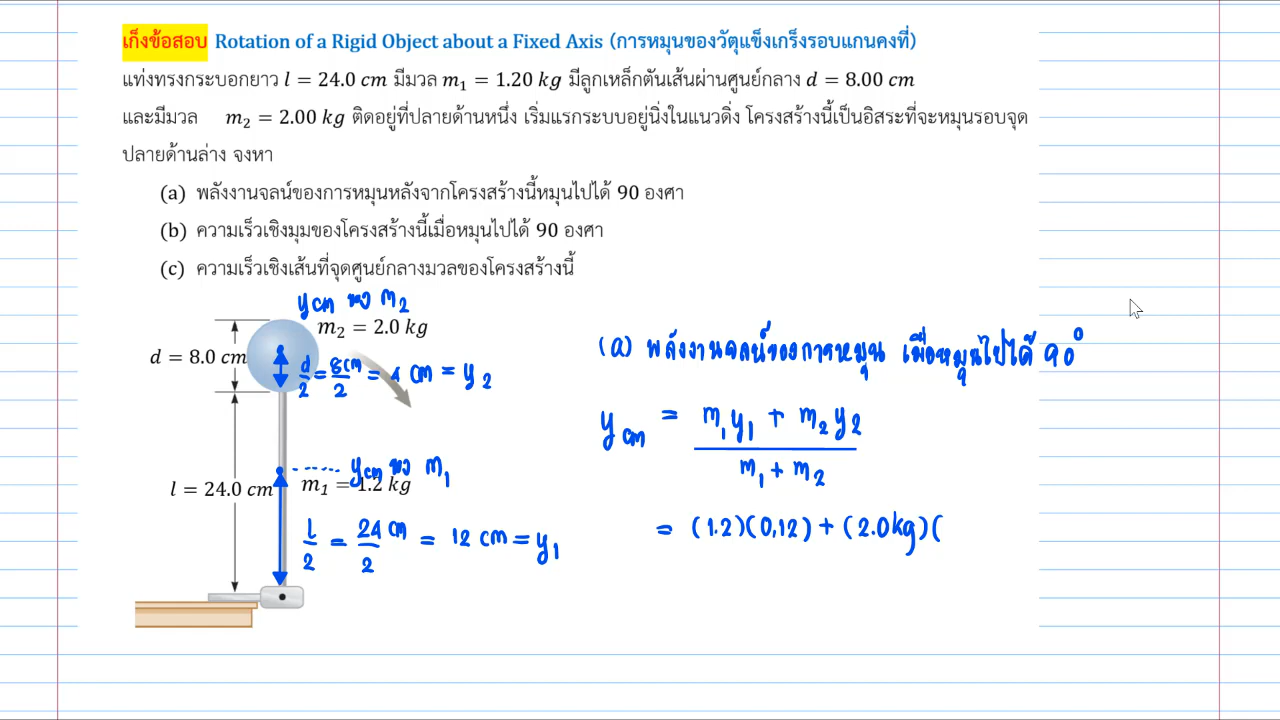 เก็งข้อสอบ Rotation of a Rigid Object about a Fixed Axis (การหมุนของวัตุแข็งเกร็งรอบแกนคงที่)
แท่งทรงกระบอกยาว l = 24.0 cm มีมวล m₁ = 1.20 kg มีลูกเหล็กตันเส้นผ่านศูนย์กลาง d = 8.00 cm
และมีมวล m₂ = 2.00 kg ติดอยู่ที่ปลายด้านหนึ่ง เริ่มแรกระบบอยู่นิ่งในแนวดิ่ง โครงสร้างนี้เป็นอิสระที่จะหมุนรอบจุด
ปลายด้านล่าง จงหา
(a) พลังงานจลน์ของการหมุนหลังจากโครงสร้างนี้หมุนไปได้ 90 องศา
(b) ความเร็วเชิงมุมของโครงสร้างนี้เมื่อหมุนไปได้ 90 องศา
(c) ความเร็วเชิงเส้นที่จุดศูนย์กลางมวลของโครงสร้างนี้
ycm ของ m₂
m₂ = 2.0 kg
d = 8.0 cm
d/2 = 8cm/2 = 4 cm = y₂
ycm ของ m₁
l = 24.0 cm
m₁ = 1.2 kg
l/2 = 24 cm/2 = 12 cm = y₁
(a) พลังงานจลน์ของการหมุน เมื่อหมุนไปได้ 90°
ycm = m₁y₁ + m₂y₂
m₁ + m₂
= (1.2)(0.12) + (2.0kg)(